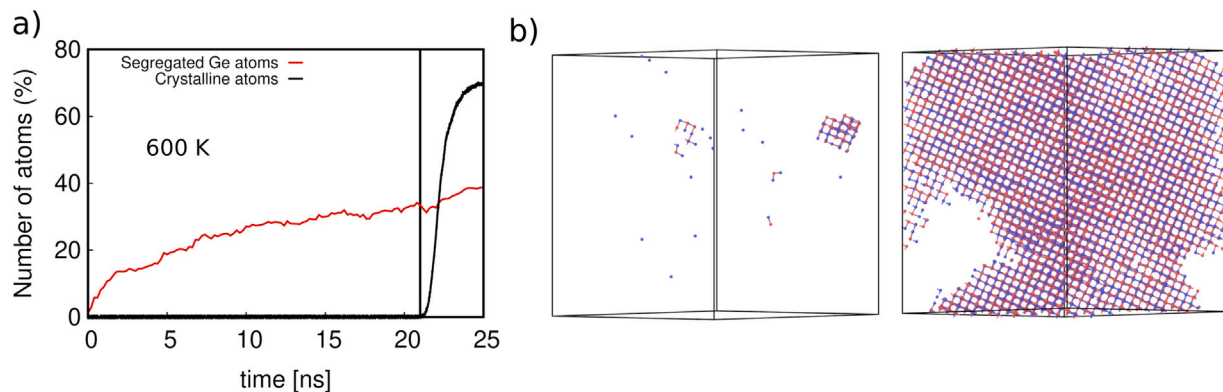 a)
80
60
40
20
0
Number of atoms (%)
Segregated Ge atoms
Crystalline atoms
600 K
0 5 10 15 20 25
time [ns]
b)